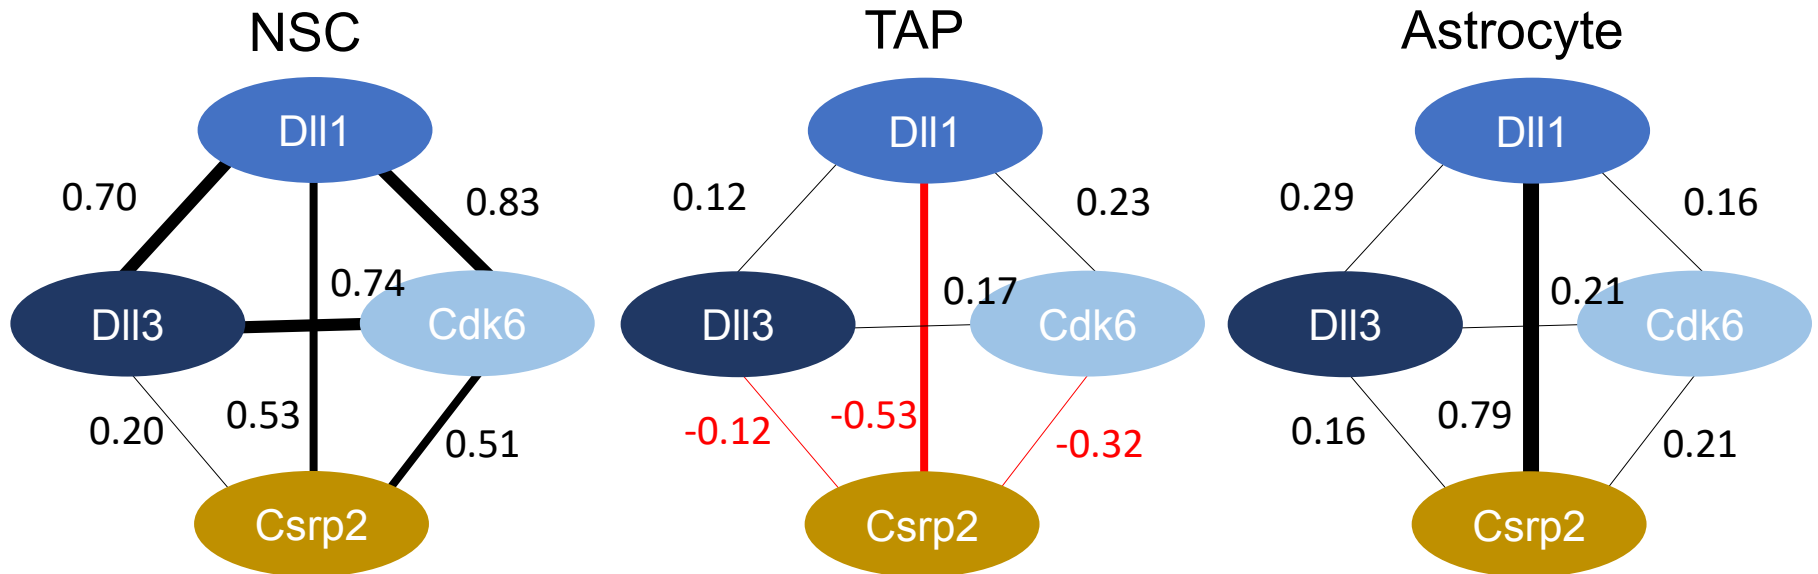 NSC
Dll1
0.70
0.83
0.74
Dll3
Cdk6
0.20
0.53
0.51
Csrp2
TAP
Dll1
0.12
0.23
0.17
Dll3
Cdk6
-0.12
-0.53
-0.32
Csrp2
Astrocyte
Dll1
0.29
0.16
0.21
Dll3
Cdk6
0.16
0.79
0.21
Csrp2